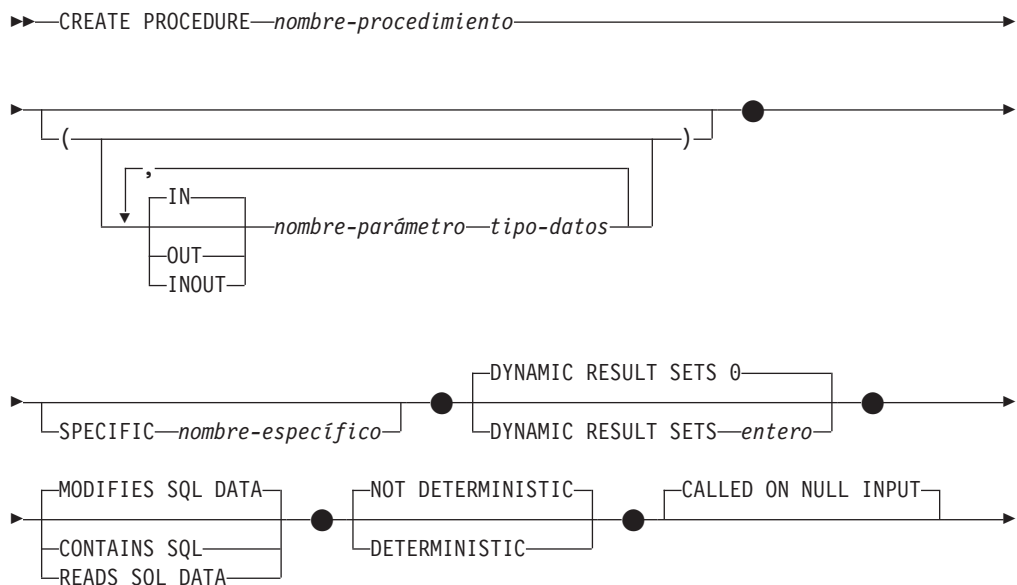 CREATE PROCEDURE nombre-procedimiento
( )
,
IN
nombre-parámetro tipo-datos
OUT
INOUT
DYNAMIC RESULT SETS 0
SPECIFIC nombre-específico DYNAMIC RESULT SETS entero
MODIFIES SQL DATA NOT DETERMINISTIC CALLED ON NULL INPUT
CONTAINS SQL DETERMINISTIC
READS SQL DATA